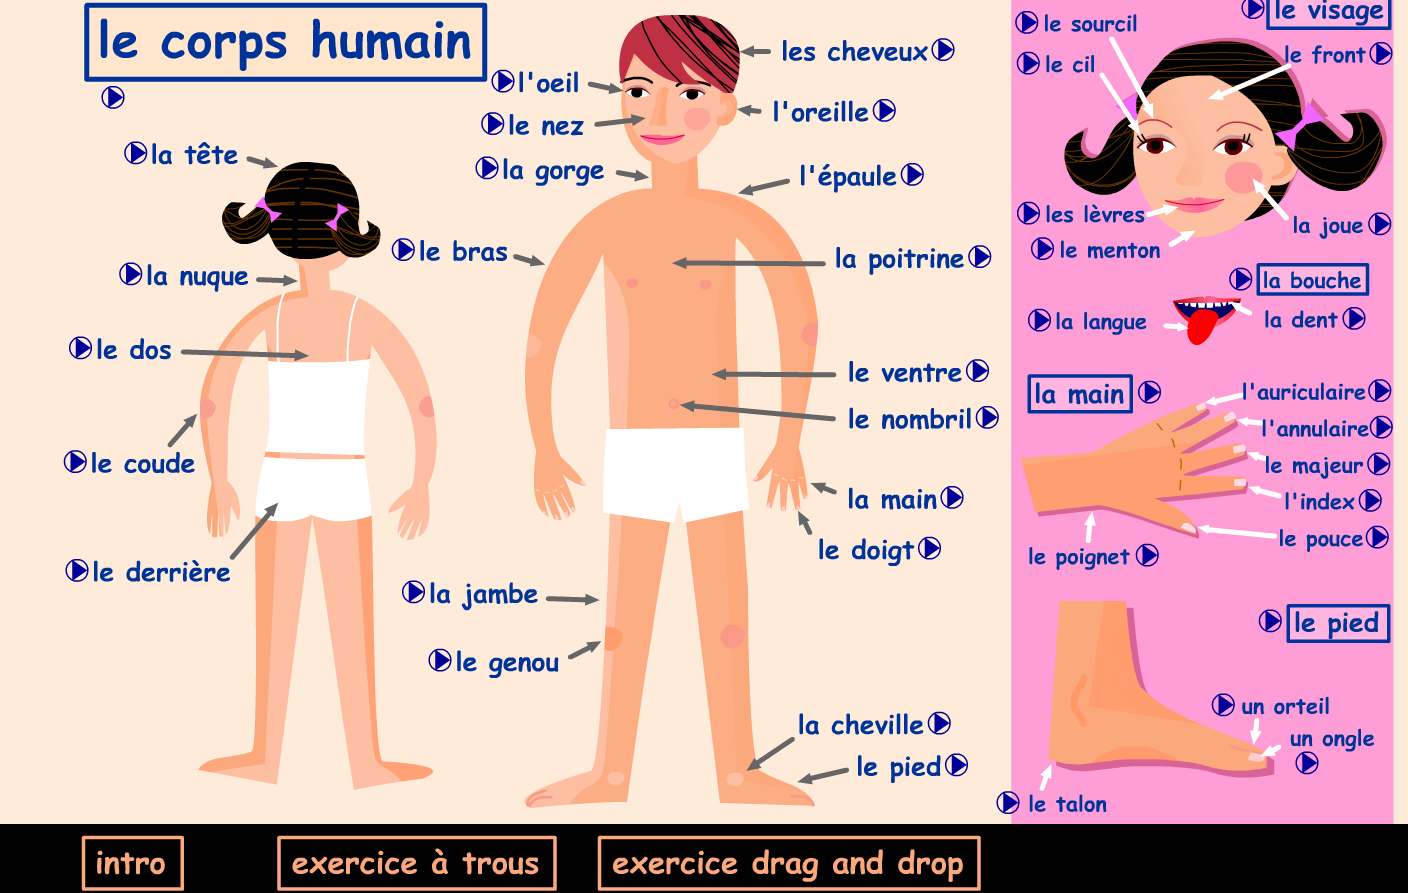 le corps humain
les cheveux
l'oeil
l'oreille
le nez
la gorge
l'épaule
la tête
le bras
la poitrine
la nuque
le dos
le ventre
le nombril
le coude
la main
le doigt
le derrière
la jambe
le genou
la cheville
le pied
le visage
le sourcil
le front
le cil
les lèvres
la joue
le menton
la bouche
la langue
la dent
la main
l'auriculaire
l'annulaire
le majeur
l'index
le pouce
le poignet
le pied
un orteil
un ongle
le talon
intro
exercice à trous
exercice drag and drop